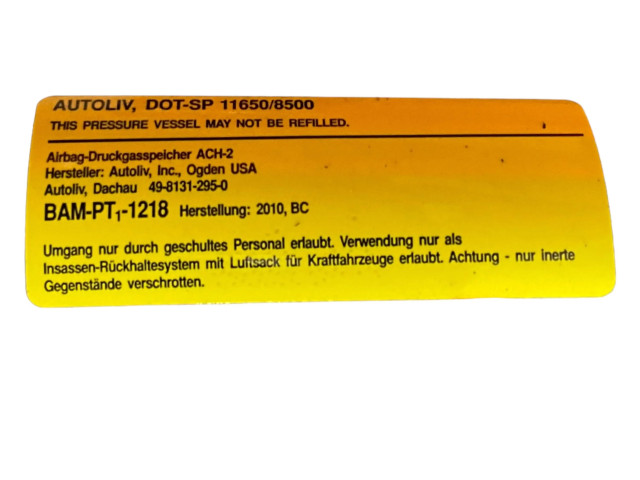 AUTOLIV, DOT-SP 11650/8500
THIS PRESSURE VESSEL MAY NOT BE REFILLED.
Airbag-Druckgasspeicher ACH-2
Hersteller: Autoliv, Inc., Ogden USA
Autoliv, Dachau 49-8131-295-0
BAM-PT₁-1218 Herstellung: 2010, BC
Umgang nur durch geschultes Personal erlaubt. Verwendung nur als
Insassen-Rückhaltesystem mit Luftsack für Kraftfahrzeuge erlaubt. Achtung - nur inerte
Gegenstände verschrotten.